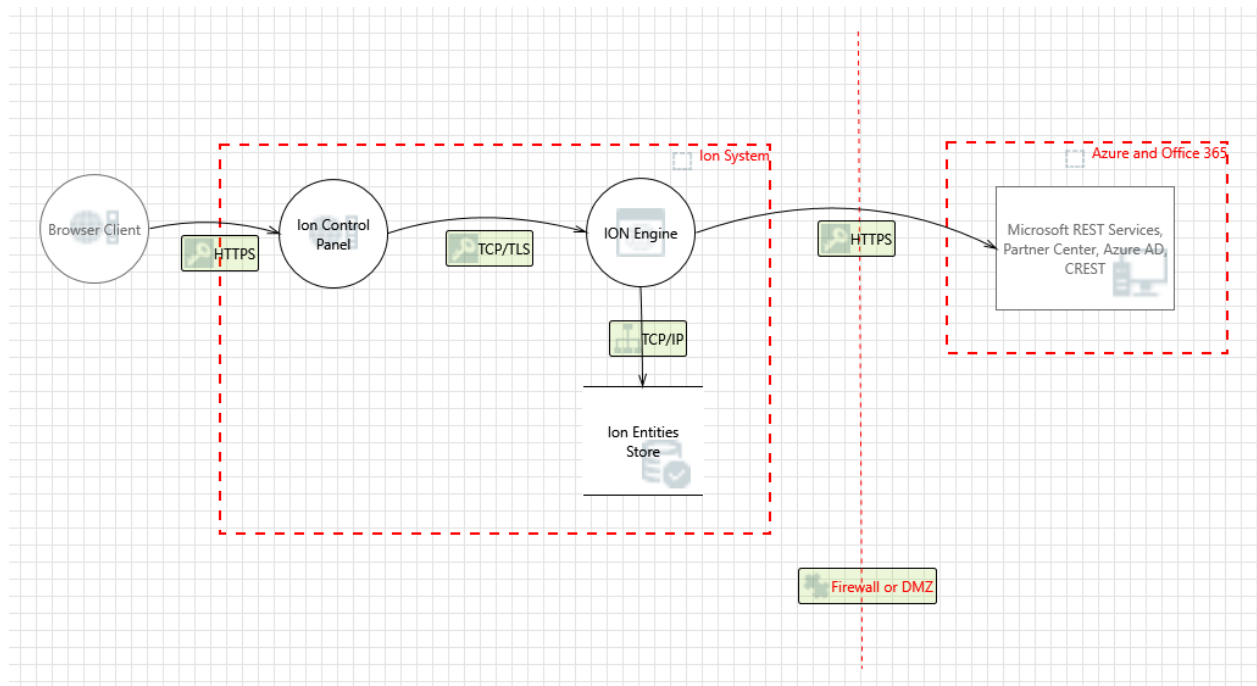 Ion System
Azure and Office 365
Browser Client
HTTPS
Ion Control
Panel
TCP/TLS
ION Engine
HTTPS
Microsoft REST Services,
Partner Center, Azure AD,
CREST
TCP/IP
Ion Entities
Store
Firewall or DMZ